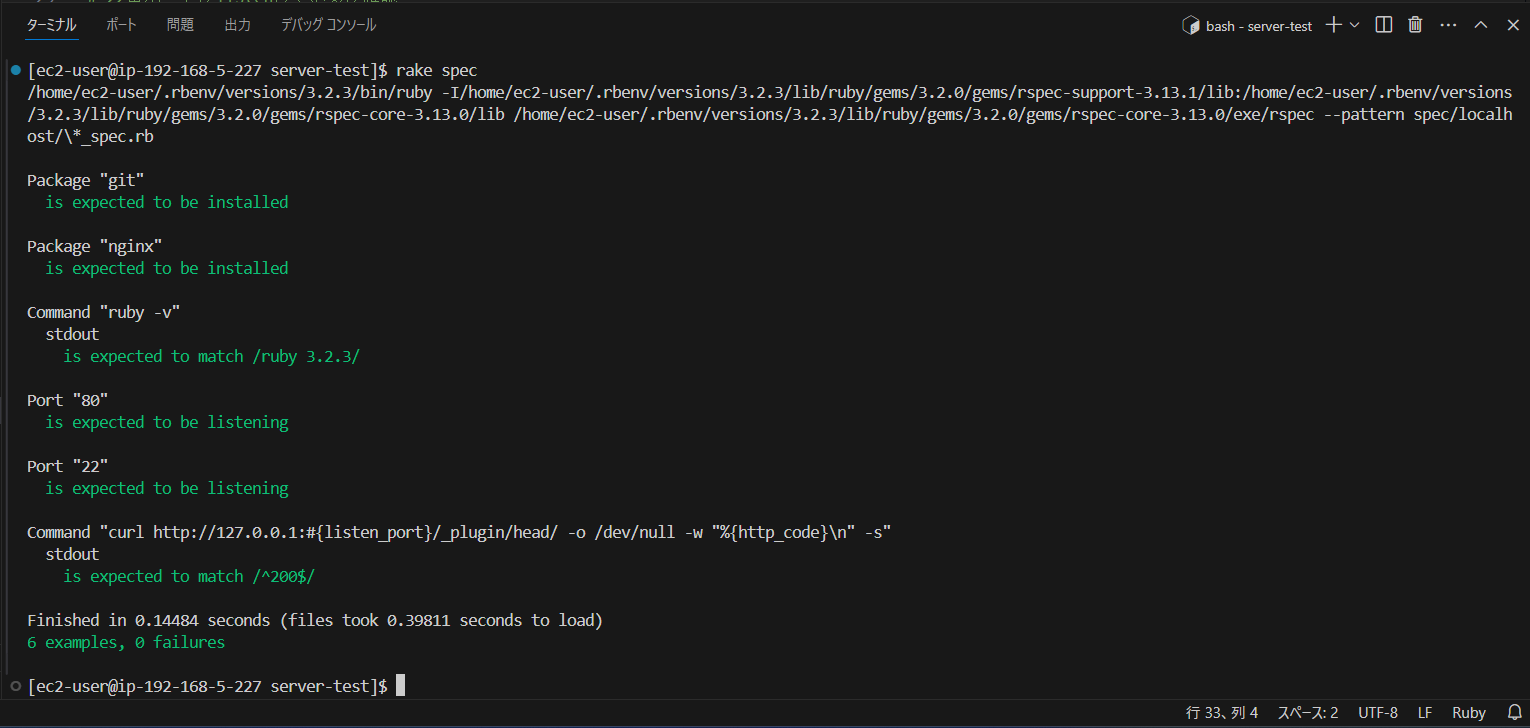 ターミナル ポート 問題 出力 デバッグ コンソール bash - server-test
[ec2-user@ip-192-168-5-227 server-test]$ rake spec
/home/ec2-user/.rbenv/versions/3.2.3/bin/ruby -I/home/ec2-user/.rbenv/versions/3.2.3/lib/ruby/gems/3.2.0/gems/rspec-support-3.13.1/lib:/home/ec2-user/.rbenv/versions
/3.2.3/lib/ruby/gems/3.2.0/gems/rspec-core-3.13.0/lib /home/ec2-user/.rbenv/versions/3.2.3/lib/ruby/gems/3.2.0/gems/rspec-core-3.13.0/exe/rspec --pattern spec/localh
ost/\*_spec.rb
Package "git"
is expected to be installed
Package "nginx"
is expected to be installed
Command "ruby -v"
stdout
is expected to match /ruby 3.2.3/
Port "80"
is expected to be listening
Port "22"
is expected to be listening
Command "curl http://127.0.0.1:#{listen_port}/_plugin/head/ -o /dev/null -w "%{http_code}\n" -s"
stdout
is expected to match /^200$/
Finished in 0.14484 seconds (files took 0.39811 seconds to load)
6 examples, 0 failures
[ec2-user@ip-192-168-5-227 server-test]$
行 33、列 4 スペース: 2 UTF-8 LF Ruby